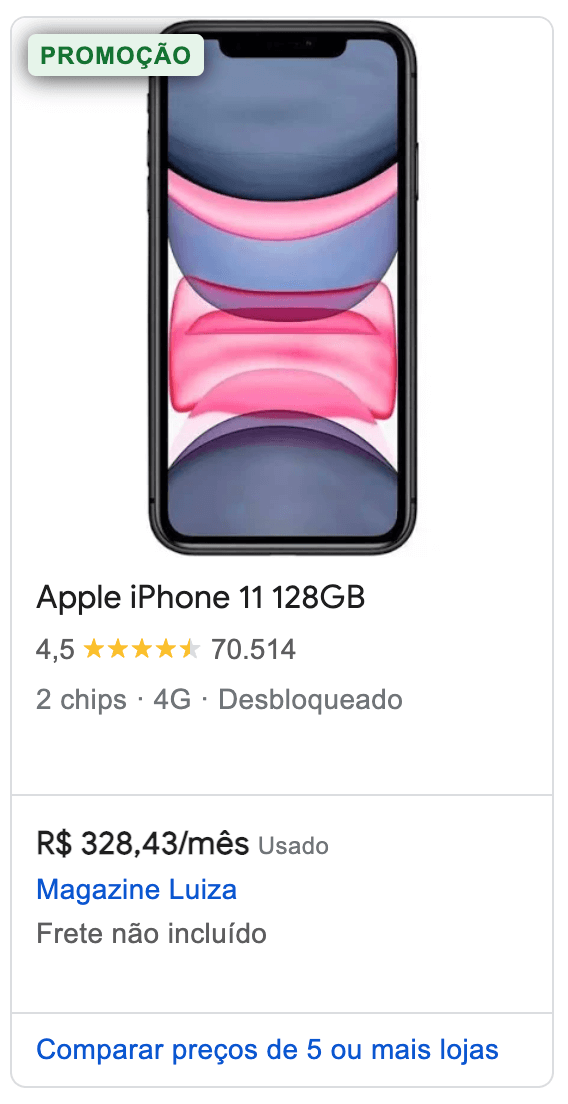 PROMOÇÃO
Apple iPhone 11 128GB
4,5 ★★★★★ 70.514
2 chips · 4G · Desbloqueado
R$ 328,43/mês Usado
Magazine Luiza
Frete não incluído
Comparar preços de 5 ou mais lojas